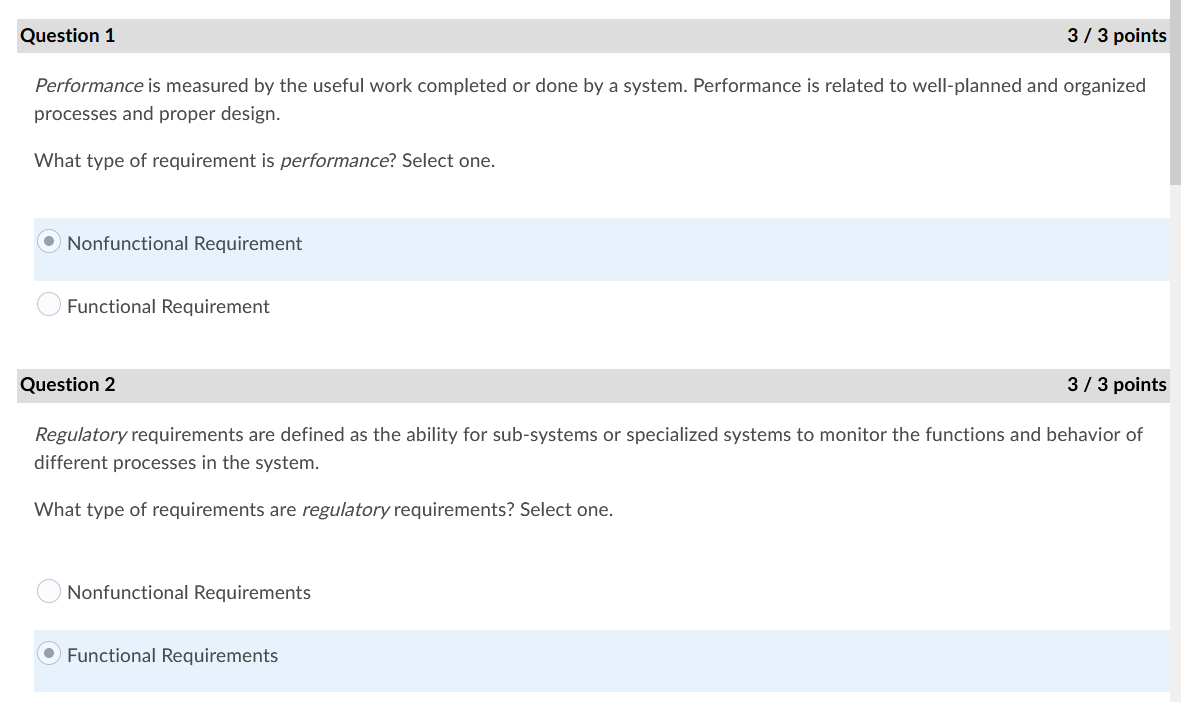 Question 1 3 / 3 points
Performance is measured by the useful work completed or done by a system. Performance is related to well-planned and organized
processes and proper design.
What type of requirement is performance? Select one.
Nonfunctional Requirement
Functional Requirement
Question 2 3 / 3 points
Regulatory requirements are defined as the ability for sub-systems or specialized systems to monitor the functions and behavior of
different processes in the system.
What type of requirements are regulatory requirements? Select one.
Nonfunctional Requirements
Functional Requirements